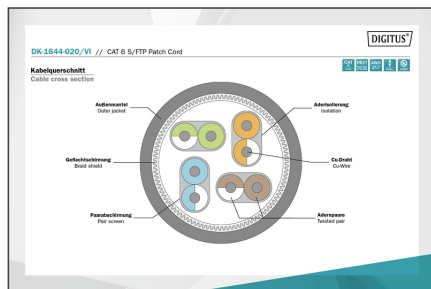 DIGITUS®
DK-1644-020/VI // CAT 6 S/FTP Patch Cord
Kabelquerschnitt
Cable cross section
Außenmantel
Outer jacket
Aderisolierung
Isolation
Geflechtschirmung
Braid shield
Cu-Draht
Cu-Wire
Paarabschirmung
Pair screen
Adernpaare
Twisted pair